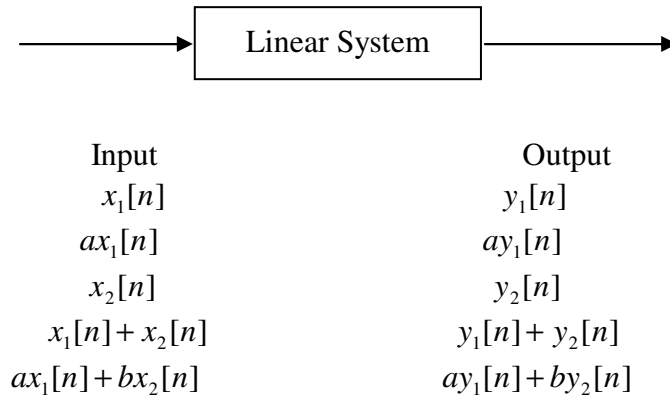 Linear System
Input Output
x₁[n] y₁[n]
ax₁[n] ay₁[n]
x₂[n] y₂[n]
x₁[n] + x₂[n] y₁[n] + y₂[n]
ax₁[n] + bx₂[n] ay₁[n] + by₂[n]